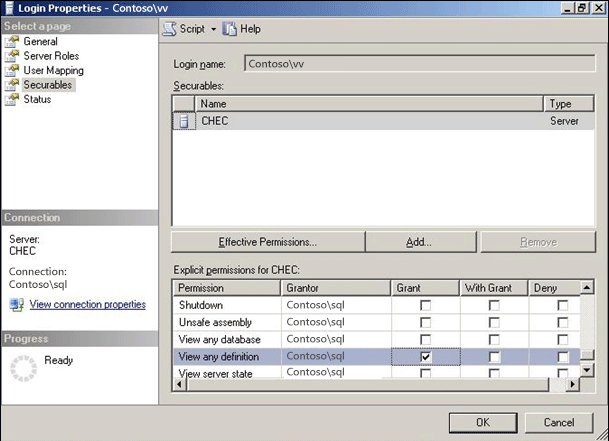 Login Properties - Contoso\vv
Select a page
General
Server Roles
User Mapping
Securables
Status
Script Help
Login name: Contoso\vv
Securables:
Name Type
CHEC Server
Effective Permissions... Add... Remove
Explicit permissions for CHEC:
Permission Grantor Grant With Grant Deny
Shutdown Contoso\sql
Unsafe assembly Contoso\sql
View any database Contoso\sql
View any definition Contoso\sql
View server state Contoso\sql
Connection
Server:
CHEC
Connection:
Contoso\sql
View connection properties
Progress
Ready
OK Cancel